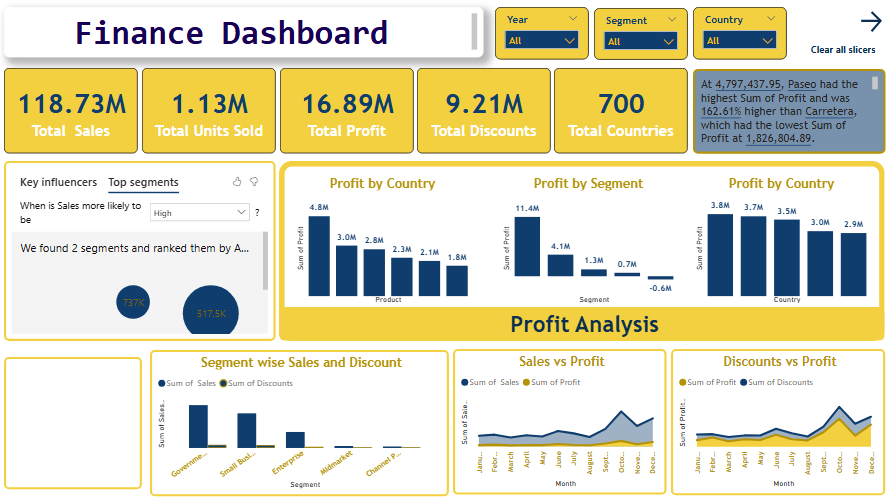 Finance Dashboard
Year
All
Segment
All
Country
All
Clear all slicers
118.73M
Total Sales
1.13M
Total Units Sold
16.89M
Total Profit
9.21M
Total Discounts
700
Total Countries
At 4,797,437.95, Paseo had the
highest Sum of Profit and was
162.61% higher than Carretera,
which had the lowest Sum of
Profit at 1,826,804.89.
Key influencers
Top segments
When is Sales more likely to
be
High
?
We found 2 segments and ranked them by A...
737K
517.5K
Profit by Country
Sum of Profit
4.8M
3.0M
2.8M
2.3M
2.1M
1.8M
Product
Profit by Segment
Sum of Profit
11.4M
4.1M
1.3M
0.7M
-0.6M
Segment
Profit by Country
Sum of Profit
3.8M
3.7M
3.5M
3.0M
2.9M
Country
Profit Analysis
Segment wise Sales and Discount
Sum of Sales
Sum of Discounts
Sum of Sales...
Governme...
Small Busi...
Enterprise
Midmarket
Channel P...
Segment
Sales vs Profit
Sum of Sales
Sum of Profit
Sum of Sale...
Janu...
Febr...
March
April
May
June
July
August
Sept...
Octo...
Nove...
Dece...
Month
Discounts vs Profit
Sum of Profit
Sum of Discounts
Sum of Profit...
Janu...
Febr...
March
April
May
June
July
August
Sept...
Octo...
Nove...
Dece...
Month